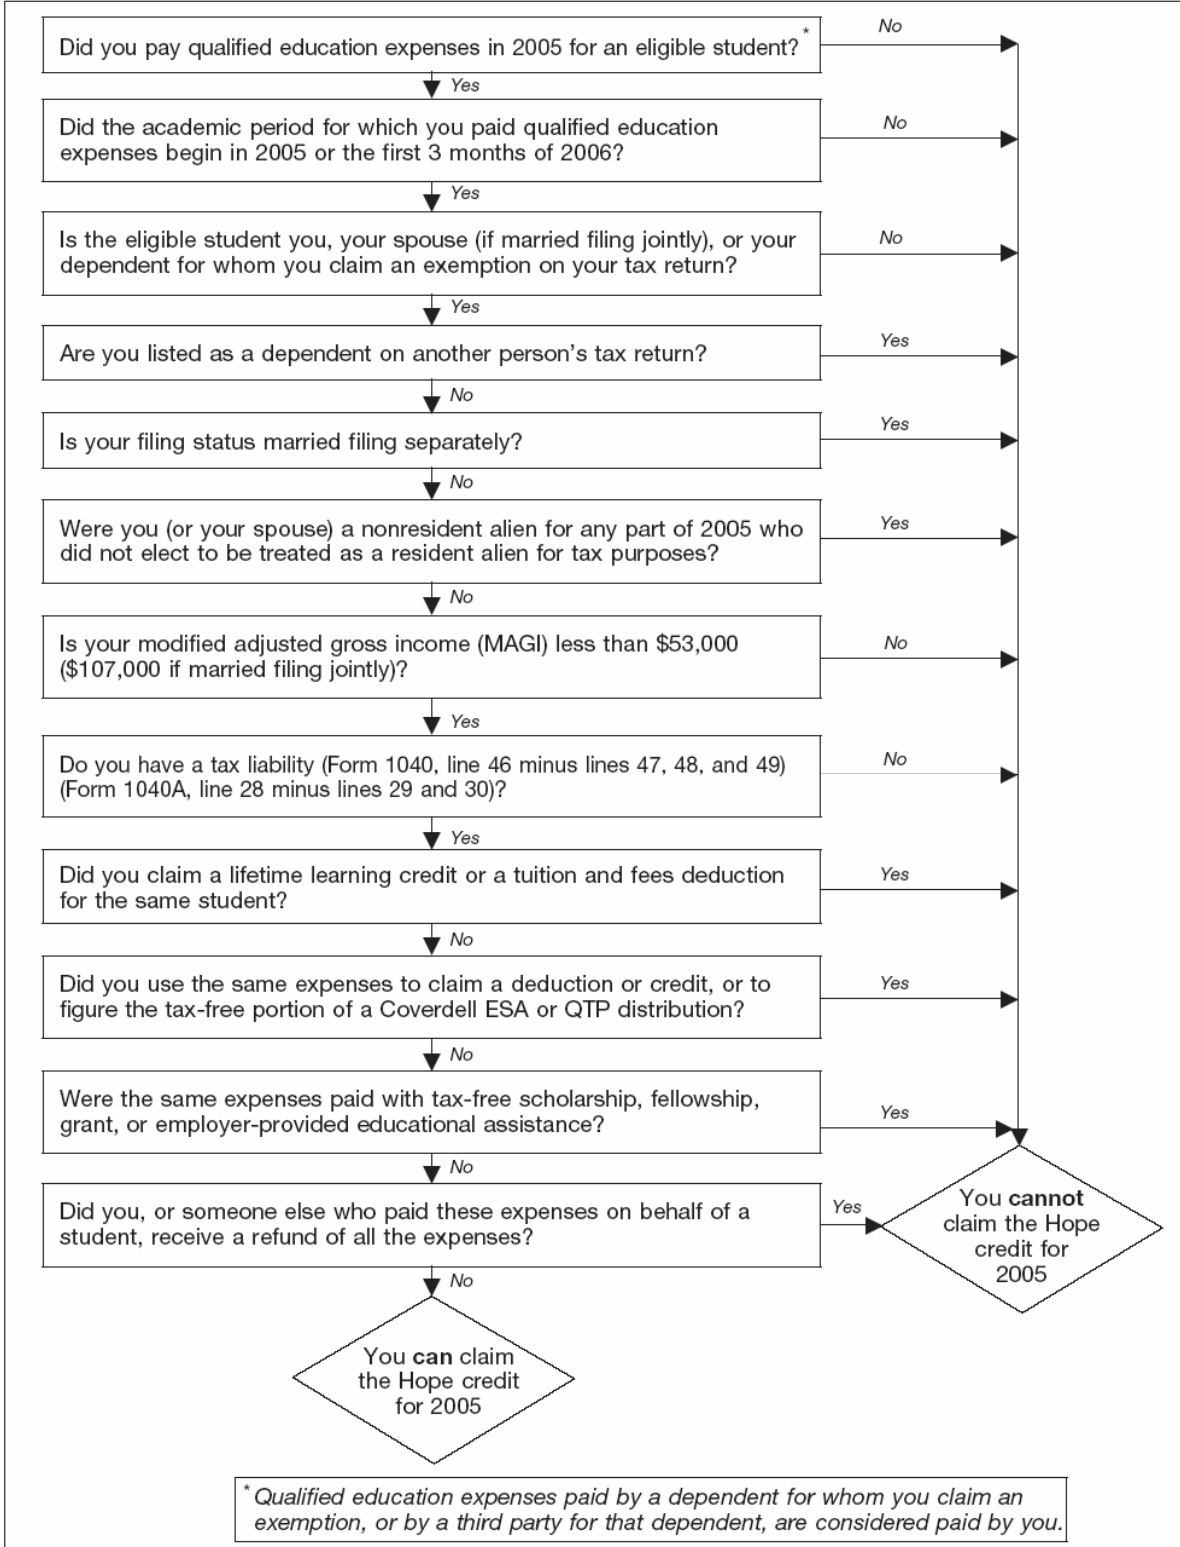 Did you pay qualified education expenses in 2005 for an eligible student?*
No
Yes
Did the academic period for which you paid qualified education
expenses begin in 2005 or the first 3 months of 2006?
No
Yes
Is the eligible student you, your spouse (if married filing jointly), or your
dependent for whom you claim an exemption on your tax return?
No
Yes
Are you listed as a dependent on another person's tax return?
Yes
No
Is your filing status married filing separately?
Yes
No
Were you (or your spouse) a nonresident alien for any part of 2005 who
did not elect to be treated as a resident alien for tax purposes?
Yes
No
Is your modified adjusted gross income (MAGI) less than $53,000
($107,000 if married filing jointly)?
No
Yes
Do you have a tax liability (Form 1040, line 46 minus lines 47, 48, and 49)
(Form 1040A, line 28 minus lines 29 and 30)?
No
Yes
Did you claim a lifetime learning credit or a tuition and fees deduction
for the same student?
Yes
No
Did you use the same expenses to claim a deduction or credit, or to
figure the tax-free portion of a Coverdell ESA or QTP distribution?
Yes
No
Were the same expenses paid with tax-free scholarship, fellowship,
grant, or employer-provided educational assistance?
Yes
No
Did you, or someone else who paid these expenses on behalf of a
student, receive a refund of all the expenses?
Yes
No
You cannot
claim the Hope
credit for
2005
You can claim
the Hope credit
for 2005
* Qualified education expenses paid by a dependent for whom you claim an
exemption, or by a third party for that dependent, are considered paid by you.